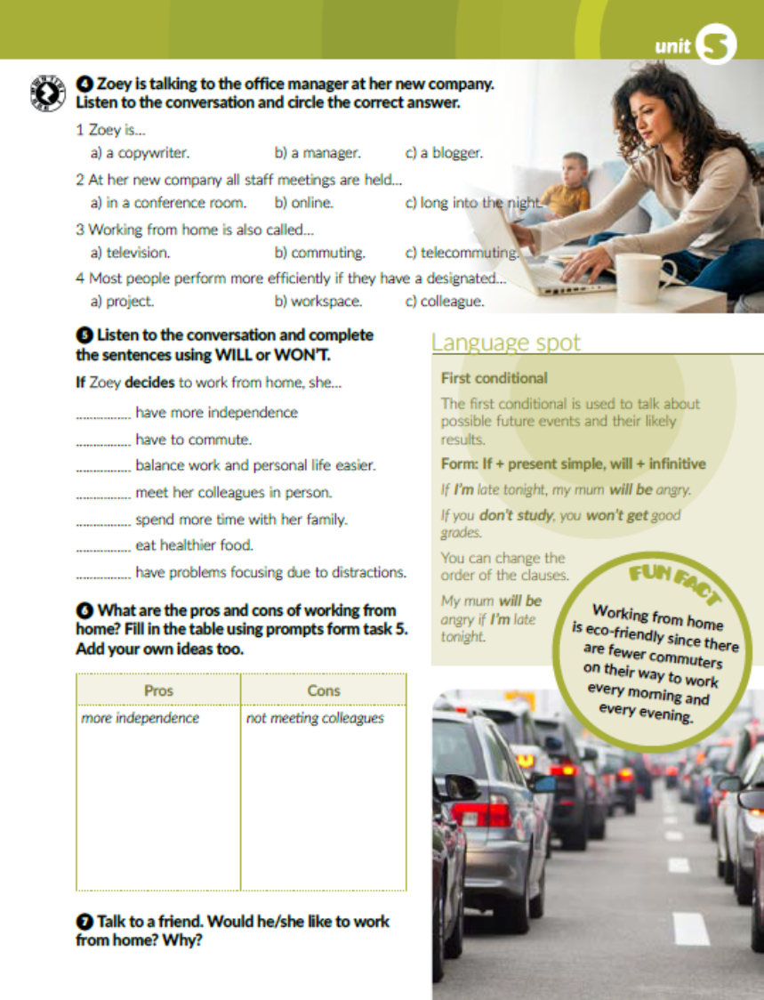 unit 5
4 Zoey is talking to the office manager at her new company.
Listen to the conversation and circle the correct answer.
1 Zoey is...
a) a copywriter. b) a manager. c) a blogger.
2 At her new company all staff meetings are held...
a) in a conference room. b) online. c) long into the night.
3 Working from home is also called...
a) television. b) commuting. c) telecommuting.
4 Most people perform more efficiently if they have a designated...
a) project. b) workspace. c) colleague.
5 Listen to the conversation and complete
the sentences using WILL or WON'T.
If Zoey decides to work from home, she...
................ have more independence
................ have to commute.
................ balance work and personal life easier.
................ meet her colleagues in person.
................ spend more time with her family.
................ eat healthier food.
................ have problems focusing due to distractions.
6 What are the pros and cons of working from
home? Fill in the table using prompts form task 5.
Add your own ideas too.
Pros Cons
more independence not meeting colleagues
7 Talk to a friend. Would he/she like to work
from home? Why?
Language spot
First conditional
The first conditional is used to talk about
possible future events and their likely
results.
Form: If + present simple, will + infinitive
If I'm late tonight, my mum will be angry.
If you don't study, you won't get good
grades.
You can change the
order of the clauses.
My mum will be
angry if I'm late
tonight.
FUN FACT
Working from home
is eco-friendly since there
are fewer commuters
on their way to work
every morning and
every evening.